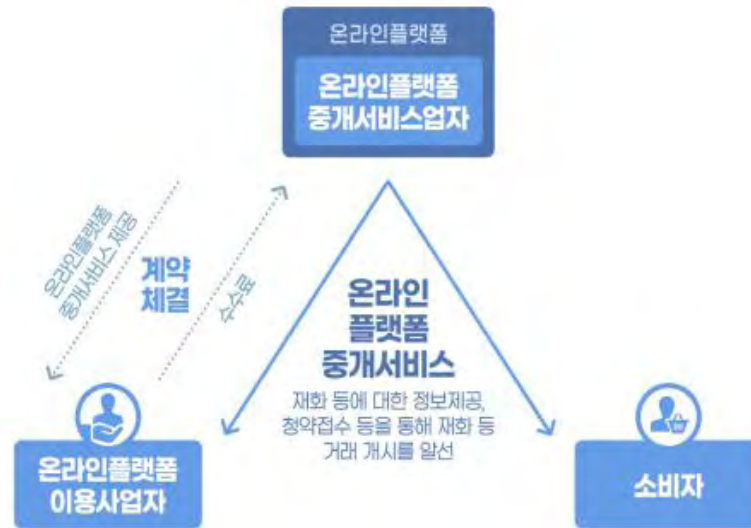 온라인플랫폼
온라인플랫폼
중개서비스업자
온라인플랫폼
중개서비스 제공
계약
체결
수수료
온라인
플랫폼
중개서비스
재화 등에 대한 정보제공,
청약접수 등을 통해 재화 등
거래 개시를 알선
온라인플랫폼
이용사업자
소비자